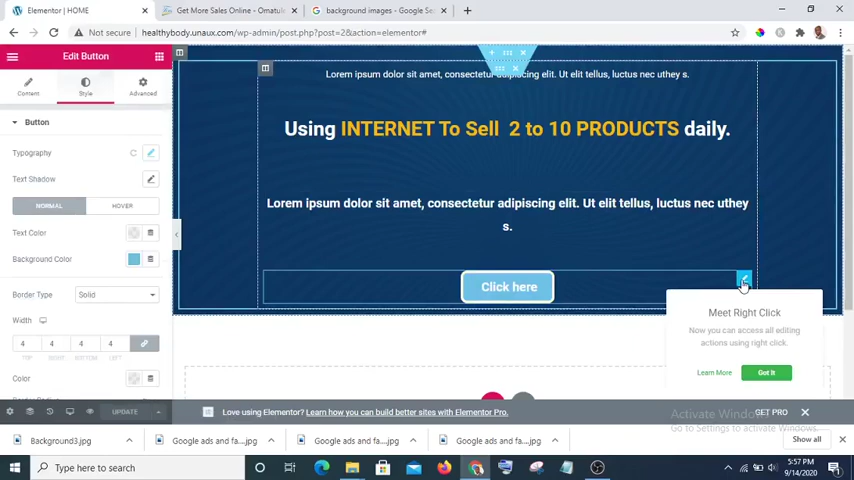 Elementor | HOME
Get More Sales Online - Omatule
background images - Google Se
Not secure | healthybody.unaux.com/wp-admin/post.php?post=2&action=elementor#
Edit Button
Content
Style
Advanced
Button
Typography
Text Shadow
NORMAL
HOVER
Text Color
Background Color
Border Type
Solid
Width
4 4 4 4
TOP RIGHT BOTTOM LEFT
Color
Lorem ipsum dolor sit amet, consectetur adipiscing elit. Ut elit tellus, luctus nec uthey s.
Using INTERNET To Sell 2 to 10 PRODUCTS daily.
Lorem ipsum dolor sit amet, consectetur adipiscing elit. Ut elit tellus, luctus nec uthey
s.
Click here
Meet Right Click
Now you can access all editing
actions using right click.
Learn More
Got It
UPDATE
Love using Elementor? Learn how you can build better sites with Elementor Pro.
GET PRO
Activate Windows
Go to Settings to activate Windows.
Background3.jpg
Google ads and fa....jpg
Google ads and fa....jpg
Google ads and fa....jpg
Show all
Type here to search
5:57 PM
9/14/2020